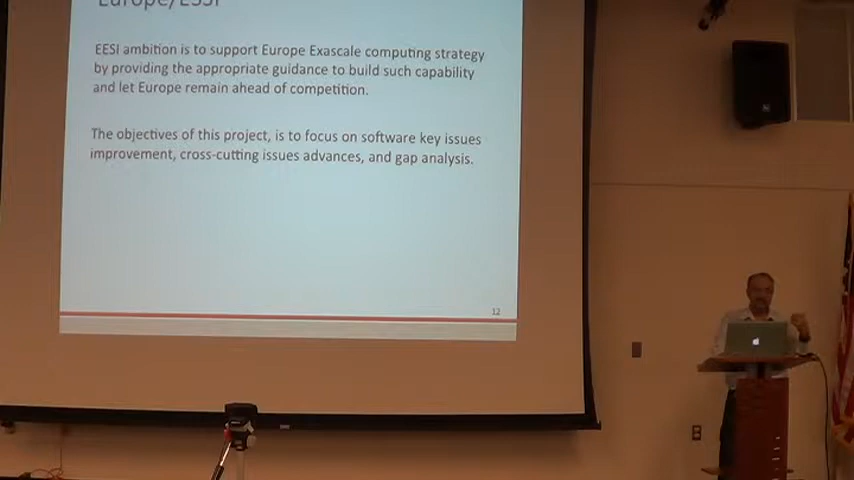 Europe/ESSI
EESI ambition is to support Europe Exascale computing strategy
by providing the appropriate guidance to build such capability
and let Europe remain ahead of competition.
The objectives of this project, is to focus on software key issues
improvement, cross-cutting issues advances, and gap analysis.
12